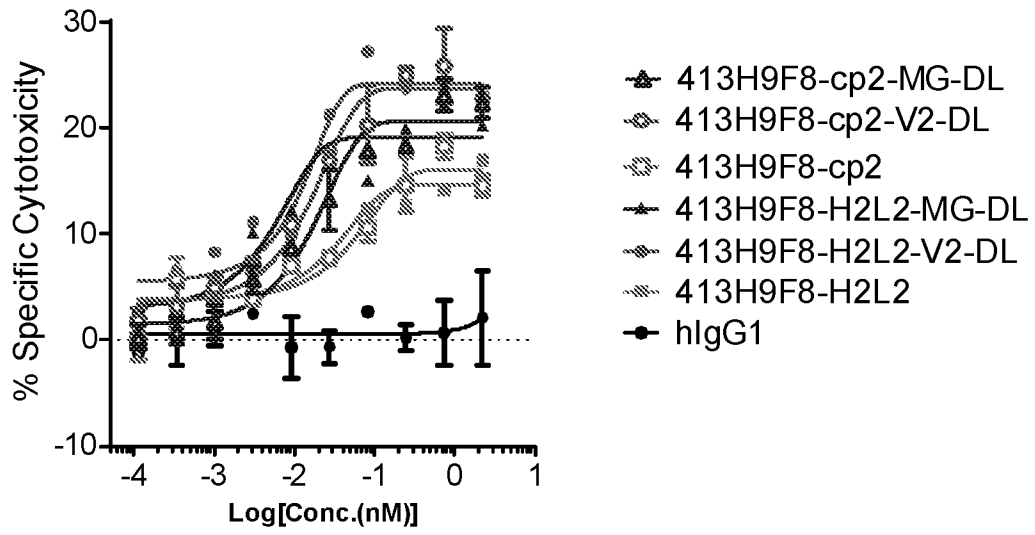 30
20
10
0
-10
% Specific Cytotoxicity
-4 -3 -2 -1 0 1
Log[Conc.(nM)]
413H9F8-cp2-MG-DL
413H9F8-cp2-V2-DL
413H9F8-cp2
413H9F8-H2L2-MG-DL
413H9F8-H2L2-V2-DL
413H9F8-H2L2
hIgG1